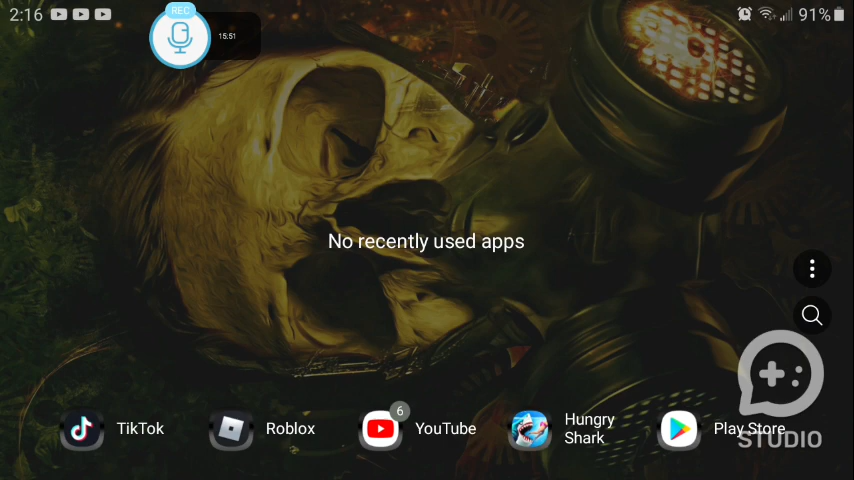 2:16
REC
15:51
91%
No recently used apps
6
TikTok
Roblox
YouTube
Hungry
Shark
Play Store
STUDIO